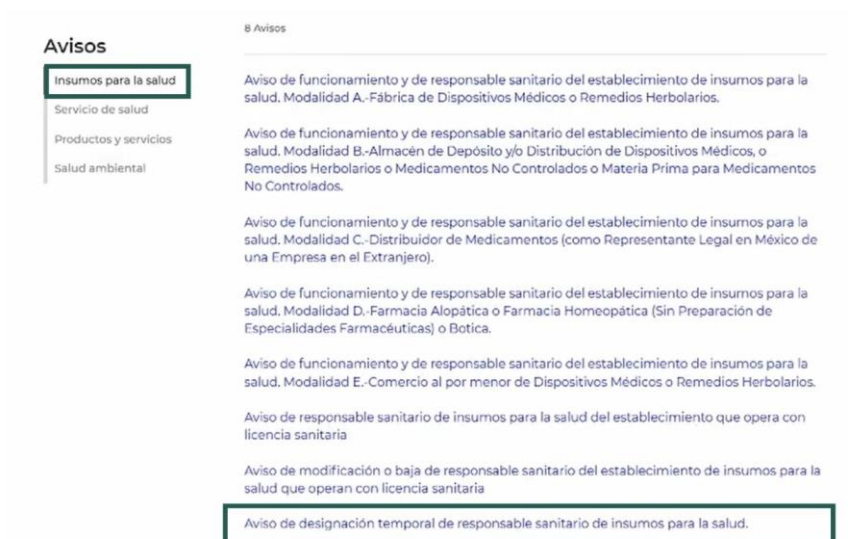 8 Avisos
Avisos
Insumos para la salud
Servicio de salud
Productos y servicios
Salud ambiental
Aviso de funcionamiento y de responsable sanitario del establecimiento de insumos para la
salud. Modalidad A.-Fábrica de Dispositivos Médicos o Remedios Herbolarios.
Aviso de funcionamiento y de responsable sanitario del establecimiento de insumos para la
salud. Modalidad B.-Almacén de Depósito y/o Distribución de Dispositivos Médicos, o
Remedios Herbolarios o Medicamentos No Controlados o Materia Prima para Medicamentos
No Controlados.
Aviso de funcionamiento y de responsable sanitario del establecimiento de insumos para la
salud. Modalidad C.-Distribuidor de Medicamentos (como Representante Legal en México de
una Empresa en el Extranjero).
Aviso de funcionamiento y de responsable sanitario del establecimiento de insumos para la
salud. Modalidad D.-Farmacia Alopática o Farmacia Homeopática (Sin Preparación de
Especialidades Farmacéuticas) o Botica.
Aviso de funcionamiento y de responsable sanitario del establecimiento de insumos para la
salud. Modalidad E.-Comercio al por menor de Dispositivos Médicos o Remedios Herbolarios.
Aviso de responsable sanitario de insumos para la salud del establecimiento que opera con
licencia sanitaria
Aviso de modificación o baja de responsable sanitario del establecimiento de insumos para la
salud que operan con licencia sanitaria
Aviso de designación temporal de responsable sanitario de insumos para la salud.